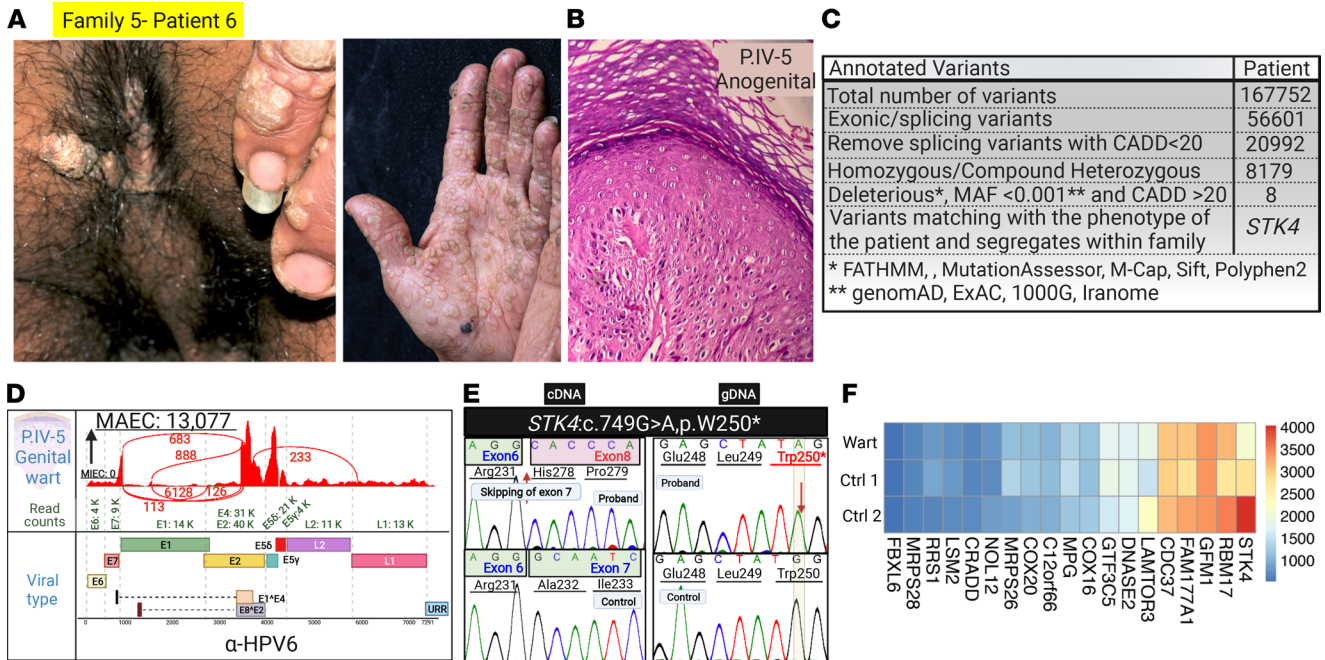 A
Family 5- Patient 6
B
P.IV-5
Anogenital
C
Annotated Variants Patient
Total number of variants 167752
Exonic/splicing variants 56601
Remove splicing variants with CADD<20 20992
Homozygous/Compound Heterozygous 8179
Deleterious*, MAF <0.001** and CADD >20 8
Variants matching with the phenotype of
the patient and segregates within family STK4
* FATHMM, , MutationAssessor, M-Cap, Sift, Polyphen2
** genomAD, ExAC, 1000G, Iranome
D
P.IV-5
Genital
wart
MAEC: 13,077
683
888
233
MIEC: 0
6128 126
113
Read
counts
E6: 4 K
E7: 9 K
E1: 14 K
E4: 31 K
E2: 40 K
E5δ: 21 K
E5γ:4 K
L2: 11 K
L1: 13 K
Viral
type
E1
E5δ
L2
E7
E2
E5γ
L1
E6
E1^E4
E8^E2
URR
0 1000 2000 3000 4000 5000 6000 7000 7291
α-HPV6
E
cDNA
gDNA
STK4:c.749G>A,p.W250*
A G G C A C C C A
Exon6 Exon8
Arg231 His278 Pro279
Skipping of exon 7
Proband
G A G C T A T A G
Glu248 Leu249 Trp250*
Proband
A G G G C A T C
Exon 6 Exon 7
Arg231 Ala232 Ile233
Control
G A G C T A T G G
Glu248 Leu249 Trp250
Control
F
Wart
Ctrl 1
Ctrl 2
FBXL6
MRPS28
RRS1
LSM2
CRADD
NOL12
MRPS26
COX20
C12orf66
MPG
COX16
GTF3C5
DNASE2
LAMTOR3
CDC37
FAM177A1
GFM1
RBM17
STK4
4000
3500
3000
2500
2000
1500
1000